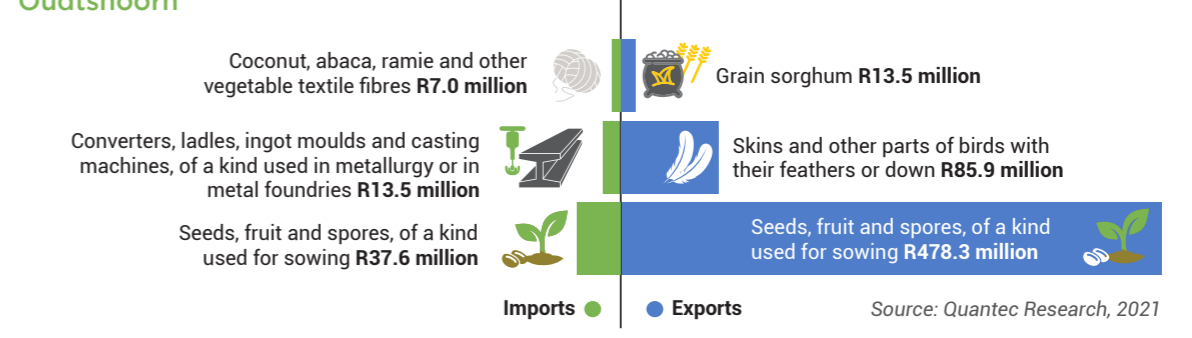 Oudtshoorn
Coconut, abaca, ramie and other
vegetable textile fibres R7.0 million
Grain sorghum R13.5 million
Converters, ladles, ingot moulds and casting
machines, of a kind used in metallurgy or in
metal foundries R13.5 million
Skins and other parts of birds with
their feathers or down R85.9 million
Seeds, fruit and spores, of a kind
used for sowing R37.6 million
Seeds, fruit and spores, of a kind
used for sowing R478.3 million
Imports
Exports
Source: Quantec Research, 2021